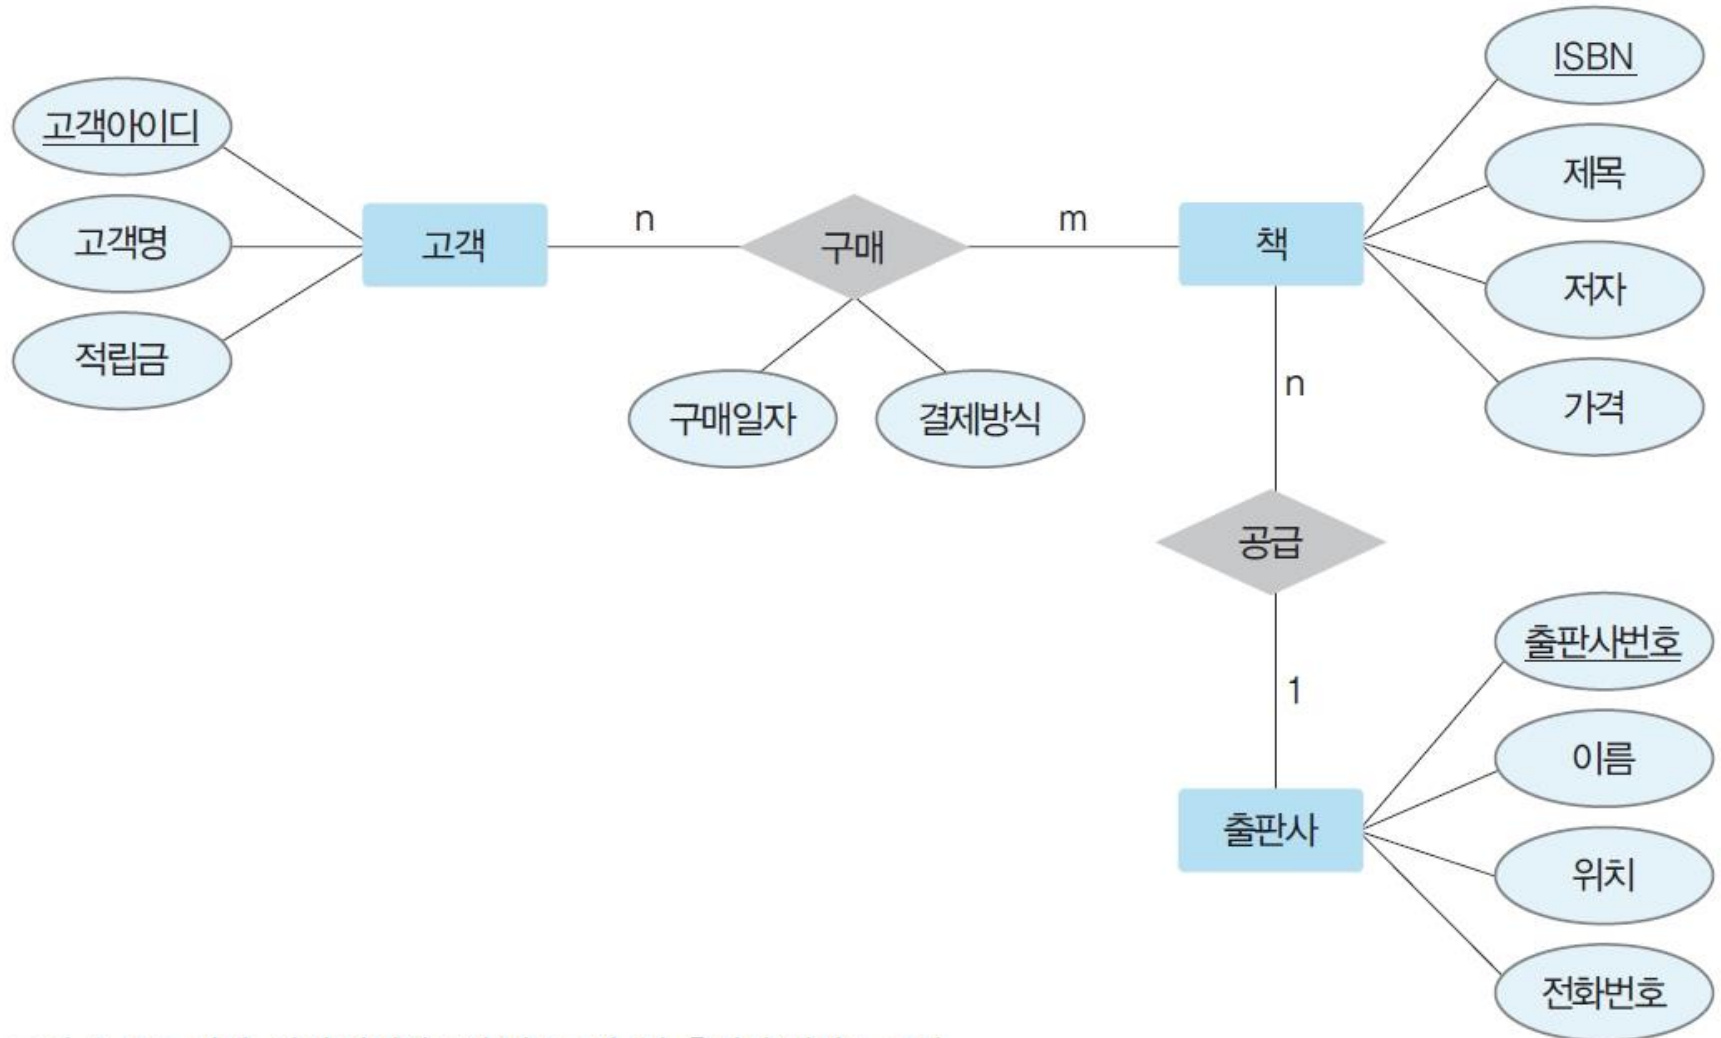 고객아이디
고객명
적립금
고객
n
구매
m
책
구매일자
결제방식
ISBN
제목
저자
가격
n
공급
1
출판사
출판사번호
이름
위치
전화번호